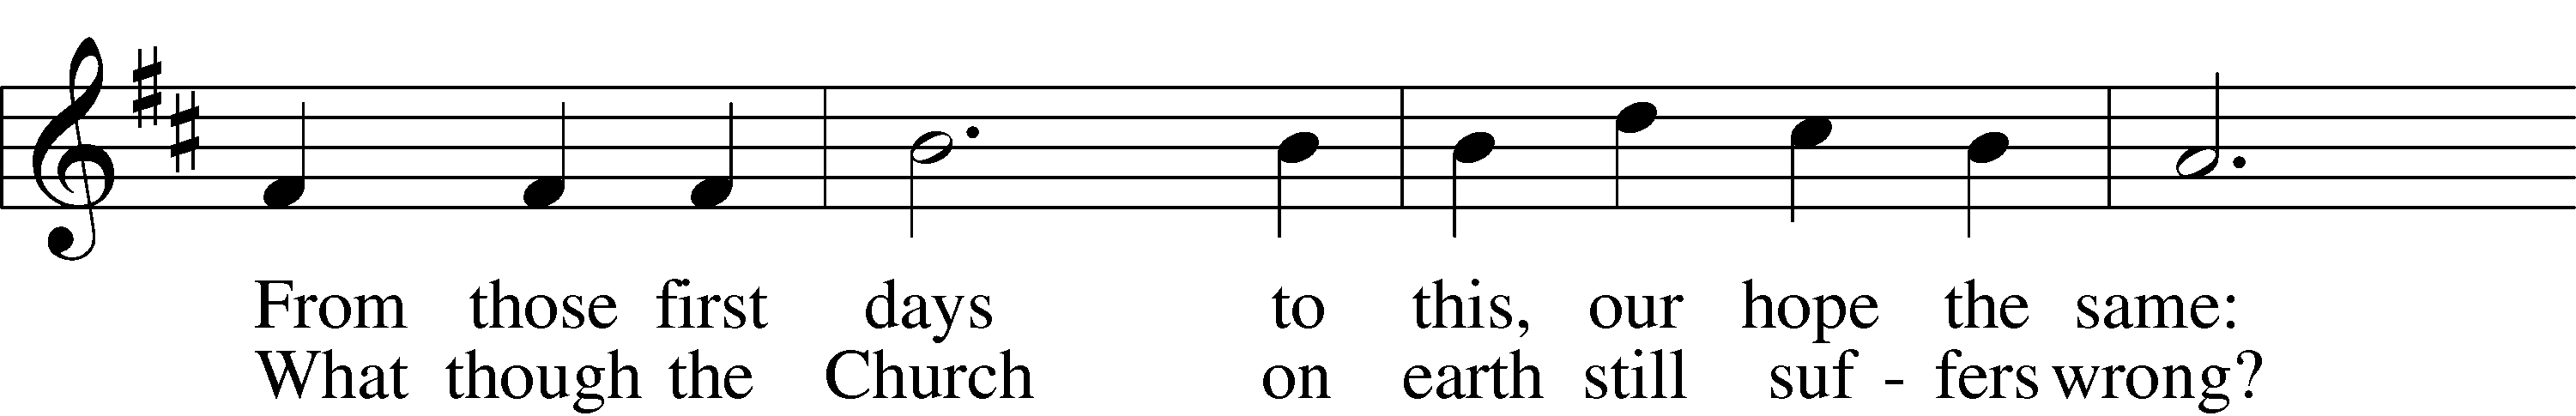 From those first days to this, our hope the same:
What though the Church on earth still suf - fers wrong?